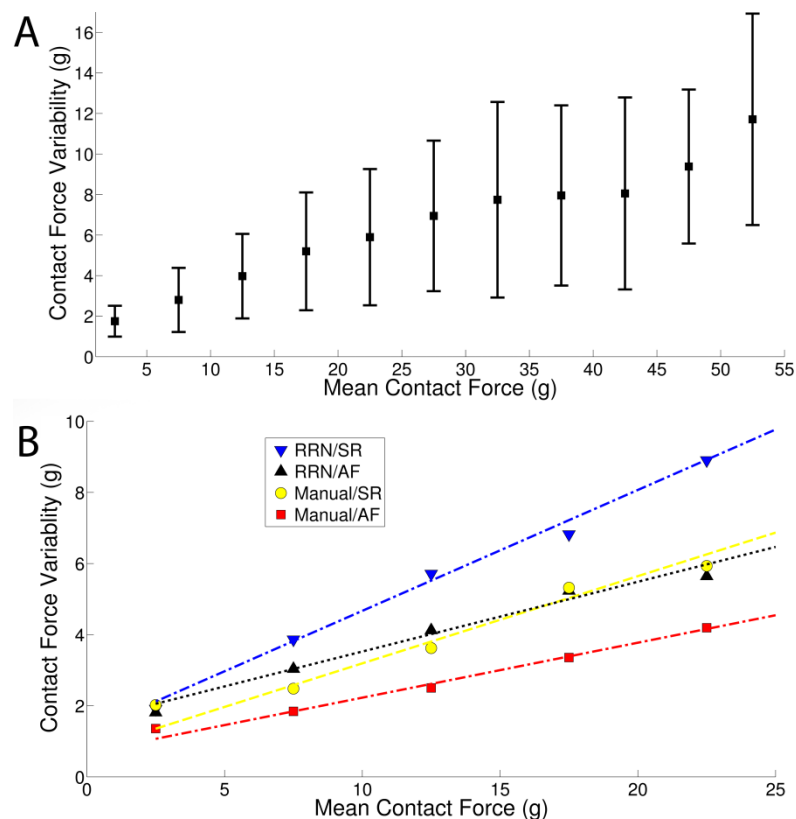 A
Contact Force Variability (g)
16
14
12
10
8
6
4
2
0
5 10 15 20 25 30 35 40 45 50 55
Mean Contact Force (g)
B
Contact Force Variablity (g)
10
8
6
4
2
0
RRN/SR
RRN/AF
Manual/SR
Manual/AF
0 5 10 15 20 25
Mean Contact Force (g)